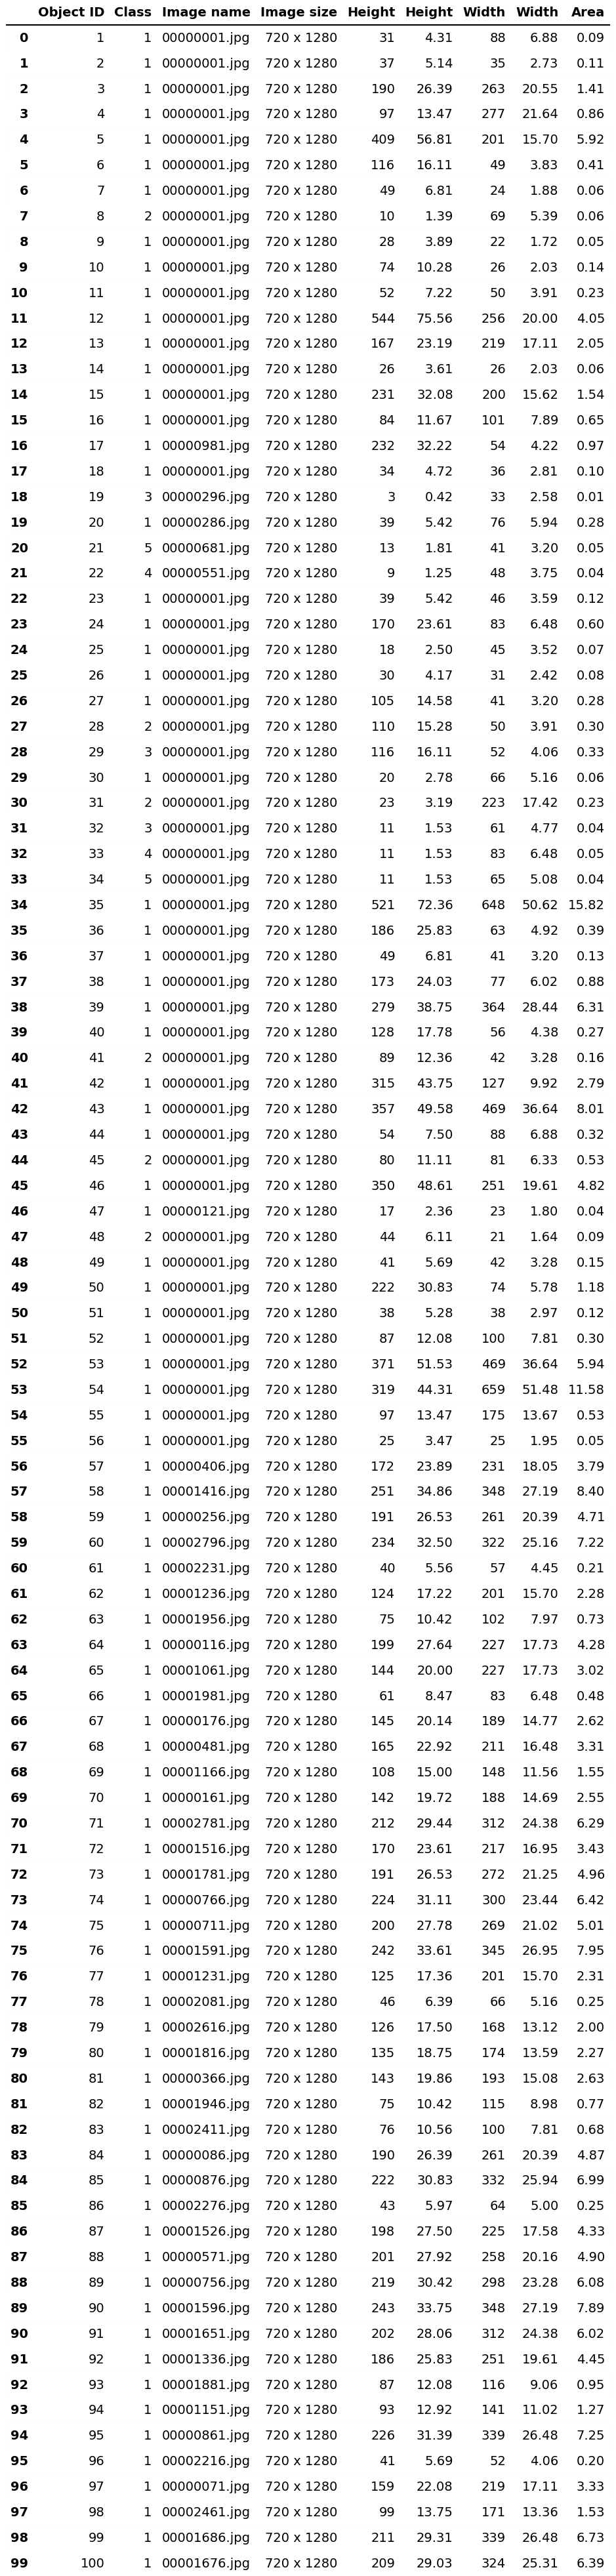 Object ID Class Image name Image size Height Height Width Width Area
0 1 1 00000001.jpg 720 x 1280 31 4.31 88 6.88 0.09
1 2 1 00000001.jpg 720 x 1280 37 5.14 35 2.73 0.11
2 3 1 00000001.jpg 720 x 1280 190 26.39 263 20.55 1.41
3 4 1 00000001.jpg 720 x 1280 97 13.47 277 21.64 0.86
4 5 1 00000001.jpg 720 x 1280 409 56.81 201 15.70 5.92
5 6 1 00000001.jpg 720 x 1280 116 16.11 49 3.83 0.41
6 7 1 00000001.jpg 720 x 1280 49 6.81 24 1.88 0.06
7 8 2 00000001.jpg 720 x 1280 10 1.39 69 5.39 0.06
8 9 1 00000001.jpg 720 x 1280 28 3.89 22 1.72 0.05
9 10 1 00000001.jpg 720 x 1280 74 10.28 26 2.03 0.14
10 11 1 00000001.jpg 720 x 1280 52 7.22 50 3.91 0.23
11 12 1 00000001.jpg 720 x 1280 544 75.56 256 20.00 4.05
12 13 1 00000001.jpg 720 x 1280 167 23.19 219 17.11 2.05
13 14 1 00000001.jpg 720 x 1280 26 3.61 26 2.03 0.06
14 15 1 00000001.jpg 720 x 1280 231 32.08 200 15.62 1.54
15 16 1 00000001.jpg 720 x 1280 84 11.67 101 7.89 0.65
16 17 1 00000981.jpg 720 x 1280 232 32.22 54 4.22 0.97
17 18 1 00000001.jpg 720 x 1280 34 4.72 36 2.81 0.10
18 19 3 00000296.jpg 720 x 1280 3 0.42 33 2.58 0.01
19 20 1 00000286.jpg 720 x 1280 39 5.42 76 5.94 0.28
20 21 5 00000681.jpg 720 x 1280 13 1.81 41 3.20 0.05
21 22 4 00000551.jpg 720 x 1280 9 1.25 48 3.75 0.04
22 23 1 00000001.jpg 720 x 1280 39 5.42 46 3.59 0.12
23 24 1 00000001.jpg 720 x 1280 170 23.61 83 6.48 0.60
24 25 1 00000001.jpg 720 x 1280 18 2.50 45 3.52 0.07
25 26 1 00000001.jpg 720 x 1280 30 4.17 31 2.42 0.08
26 27 1 00000001.jpg 720 x 1280 105 14.58 41 3.20 0.28
27 28 2 00000001.jpg 720 x 1280 110 15.28 50 3.91 0.30
28 29 3 00000001.jpg 720 x 1280 116 16.11 52 4.06 0.33
29 30 1 00000001.jpg 720 x 1280 20 2.78 66 5.16 0.06
30 31 2 00000001.jpg 720 x 1280 23 3.19 223 17.42 0.23
31 32 3 00000001.jpg 720 x 1280 11 1.53 61 4.77 0.04
32 33 4 00000001.jpg 720 x 1280 11 1.53 83 6.48 0.05
33 34 5 00000001.jpg 720 x 1280 11 1.53 65 5.08 0.04
34 35 1 00000001.jpg 720 x 1280 521 72.36 648 50.62 15.82
35 36 1 00000001.jpg 720 x 1280 186 25.83 63 4.92 0.39
36 37 1 00000001.jpg 720 x 1280 49 6.81 41 3.20 0.13
37 38 1 00000001.jpg 720 x 1280 173 24.03 77 6.02 0.88
38 39 1 00000001.jpg 720 x 1280 279 38.75 364 28.44 6.31
39 40 1 00000001.jpg 720 x 1280 128 17.78 56 4.38 0.27
40 41 2 00000001.jpg 720 x 1280 89 12.36 42 3.28 0.16
41 42 1 00000001.jpg 720 x 1280 315 43.75 127 9.92 2.79
42 43 1 00000001.jpg 720 x 1280 357 49.58 469 36.64 8.01
43 44 1 00000001.jpg 720 x 1280 54 7.50 88 6.88 0.32
44 45 2 00000001.jpg 720 x 1280 80 11.11 81 6.33 0.53
45 46 1 00000001.jpg 720 x 1280 350 48.61 251 19.61 4.82
46 47 1 00000121.jpg 720 x 1280 17 2.36 23 1.80 0.04
47 48 2 00000001.jpg 720 x 1280 44 6.11 21 1.64 0.09
48 49 1 00000001.jpg 720 x 1280 41 5.69 42 3.28 0.15
49 50 1 00000001.jpg 720 x 1280 222 30.83 74 5.78 1.18
50 51 1 00000001.jpg 720 x 1280 38 5.28 38 2.97 0.12
51 52 1 00000001.jpg 720 x 1280 87 12.08 100 7.81 0.30
52 53 1 00000001.jpg 720 x 1280 371 51.53 469 36.64 5.94
53 54 1 00000001.jpg 720 x 1280 319 44.31 659 51.48 11.58
54 55 1 00000001.jpg 720 x 1280 97 13.47 175 13.67 0.53
55 56 1 00000001.jpg 720 x 1280 25 3.47 25 1.95 0.05
56 57 1 00000406.jpg 720 x 1280 172 23.89 231 18.05 3.79
57 58 1 00001416.jpg 720 x 1280 251 34.86 348 27.19 8.40
58 59 1 00000256.jpg 720 x 1280 191 26.53 261 20.39 4.71
59 60 1 00002796.jpg 720 x 1280 234 32.50 322 25.16 7.22
60 61 1 00002231.jpg 720 x 1280 40 5.56 57 4.45 0.21
61 62 1 00001236.jpg 720 x 1280 124 17.22 201 15.70 2.28
62 63 1 00001956.jpg 720 x 1280 75 10.42 102 7.97 0.73
63 64 1 00000116.jpg 720 x 1280 199 27.64 227 17.73 4.28
64 65 1 00001061.jpg 720 x 1280 144 20.00 227 17.73 3.02
65 66 1 00001981.jpg 720 x 1280 61 8.47 83 6.48 0.48
66 67 1 00000176.jpg 720 x 1280 145 20.14 189 14.77 2.62
67 68 1 00000481.jpg 720 x 1280 165 22.92 211 16.48 3.31
68 69 1 00001166.jpg 720 x 1280 108 15.00 148 11.56 1.55
69 70 1 00000161.jpg 720 x 1280 142 19.72 188 14.69 2.55
70 71 1 00002781.jpg 720 x 1280 212 29.44 312 24.38 6.29
71 72 1 00001516.jpg 720 x 1280 170 23.61 217 16.95 3.43
72 73 1 00001781.jpg 720 x 1280 191 26.53 272 21.25 4.96
73 74 1 00000766.jpg 720 x 1280 224 31.11 300 23.44 6.42
74 75 1 00000711.jpg 720 x 1280 200 27.78 269 21.02 5.01
75 76 1 00001591.jpg 720 x 1280 242 33.61 345 26.95 7.95
76 77 1 00001231.jpg 720 x 1280 125 17.36 201 15.70 2.31
77 78 1 00002081.jpg 720 x 1280 46 6.39 66 5.16 0.25
78 79 1 00002616.jpg 720 x 1280 126 17.50 168 13.12 2.00
79 80 1 00001816.jpg 720 x 1280 135 18.75 174 13.59 2.27
80 81 1 00000366.jpg 720 x 1280 143 19.86 193 15.08 2.63
81 82 1 00001946.jpg 720 x 1280 75 10.42 115 8.98 0.77
82 83 1 00002411.jpg 720 x 1280 76 10.56 100 7.81 0.68
83 84 1 00000086.jpg 720 x 1280 190 26.39 261 20.39 4.87
84 85 1 00000876.jpg 720 x 1280 222 30.83 332 25.94 6.99
85 86 1 00002276.jpg 720 x 1280 43 5.97 64 5.00 0.25
86 87 1 00001526.jpg 720 x 1280 198 27.50 225 17.58 4.33
87 88 1 00000571.jpg 720 x 1280 201 27.92 258 20.16 4.90
88 89 1 00000756.jpg 720 x 1280 219 30.42 298 23.28 6.08
89 90 1 00001596.jpg 720 x 1280 243 33.75 348 27.19 7.89
90 91 1 00001651.jpg 720 x 1280 202 28.06 312 24.38 6.02
91 92 1 00001336.jpg 720 x 1280 186 25.83 251 19.61 4.45
92 93 1 00001881.jpg 720 x 1280 87 12.08 116 9.06 0.95
93 94 1 00001151.jpg 720 x 1280 93 12.92 141 11.02 1.27
94 95 1 00000861.jpg 720 x 1280 226 31.39 339 26.48 7.25
95 96 1 00002216.jpg 720 x 1280 41 5.69 52 4.06 0.20
96 97 1 00000071.jpg 720 x 1280 159 22.08 219 17.11 3.33
97 98 1 00002461.jpg 720 x 1280 99 13.75 171 13.36 1.53
98 99 1 00001686.jpg 720 x 1280 211 29.31 339 26.48 6.73
99 100 1 00001676.jpg 720 x 1280 209 29.03 324 25.31 6.39